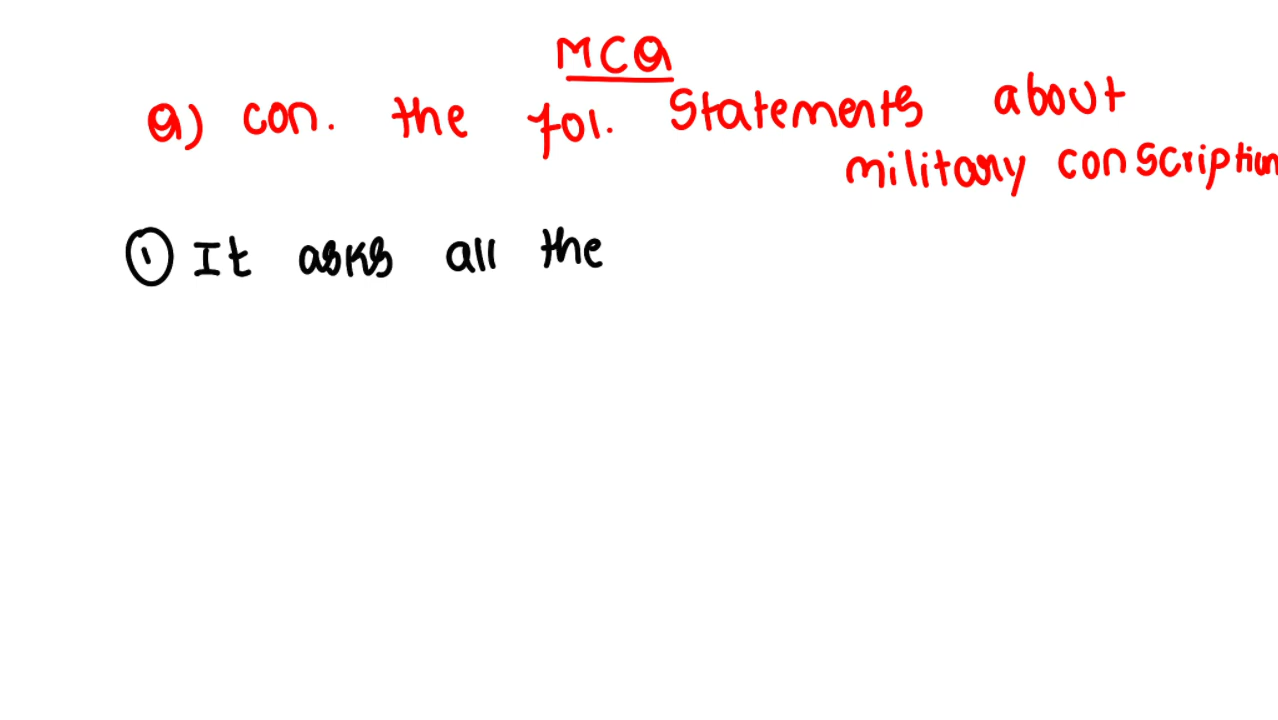 MCQ
Q) con. the fol. Statements about
military conscription
① It asks all the